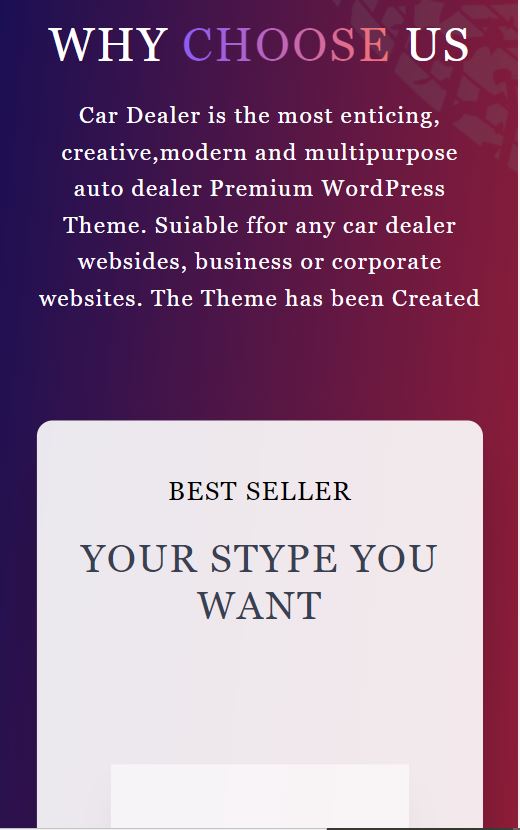 WHY CHOOSE US
Car Dealer is the most enticing,
creative,modern and multipurpose
auto dealer Premium WordPress
Theme. Suiable ffor any car dealer
websides, business or corporate
websites. The Theme has been Created
BEST SELLER
YOUR STYPE YOU
WANT